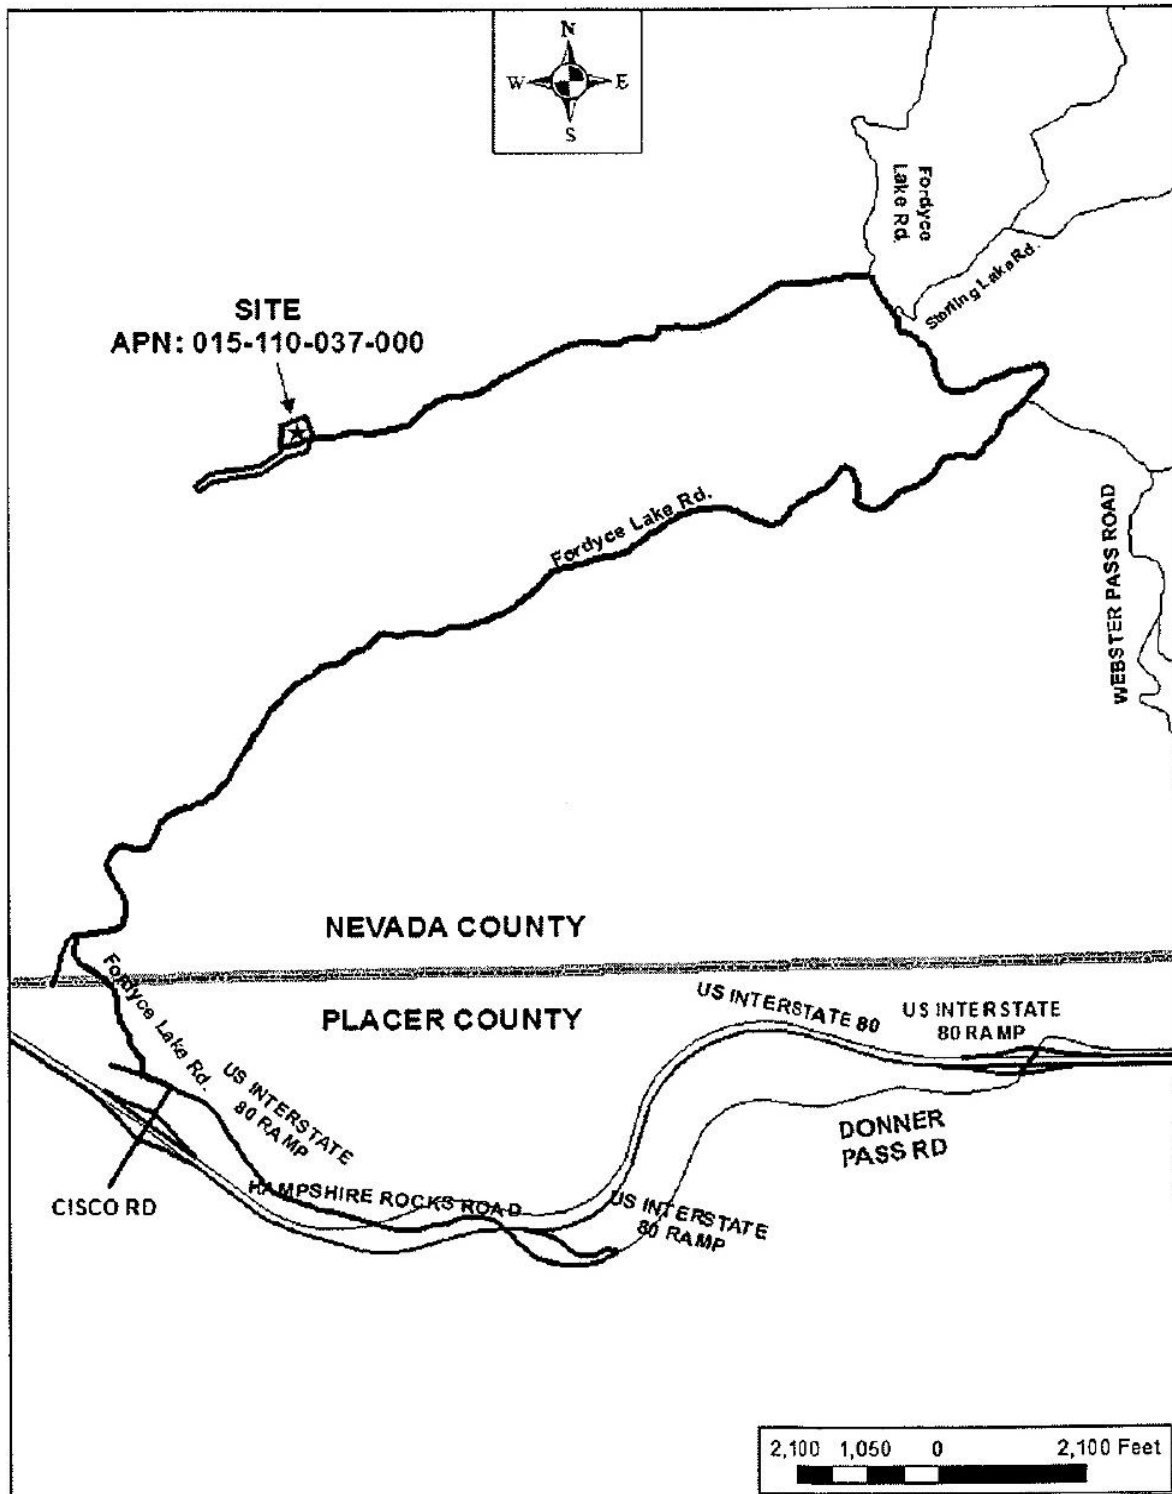 N
W E
S
Fordyce
Lake Rd.
Sterling Lake Rd.
SITE
APN: 015-110-037-000
Fordyce Lake Rd.
WEBSTER PASS ROAD
NEVADA COUNTY
PLACER COUNTY
Fordyce Lake Rd.
US INTERSTATE 80
US INTERSTATE
80 RAMP
US INTERSTATE
80 RAMP
DONNER
PASS RD
HAMPSHIRE ROCKS ROAD
CISCO RD
US INTERSTATE
80 RAMP
2,100 1,050 0 2,100 Feet